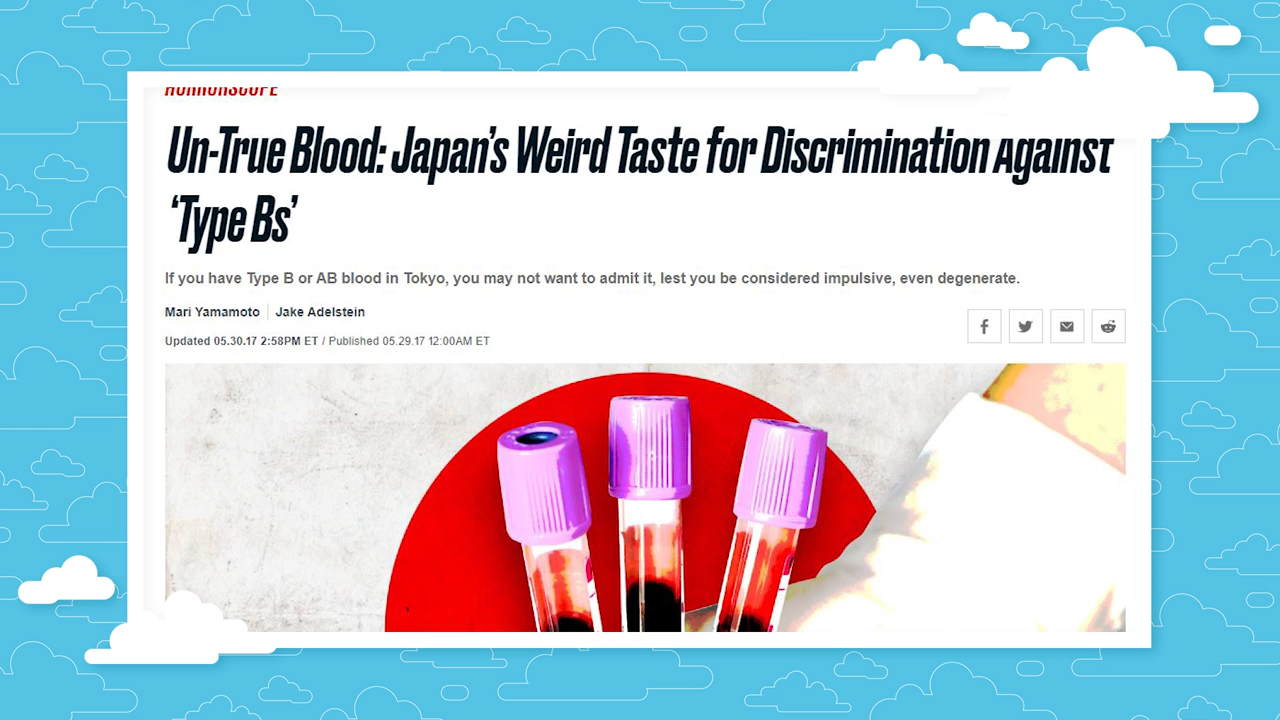 Un-True Blood: Japan's Weird Taste for Discrimination Against
'Type Bs'
If you have Type B or AB blood in Tokyo, you may not want to admit it, lest you be considered impulsive, even degenerate.
Mari Yamamoto | Jake Adelstein
Updated 05.30.17 2:58PM ET / Published 05.29.17 12:00AM ET